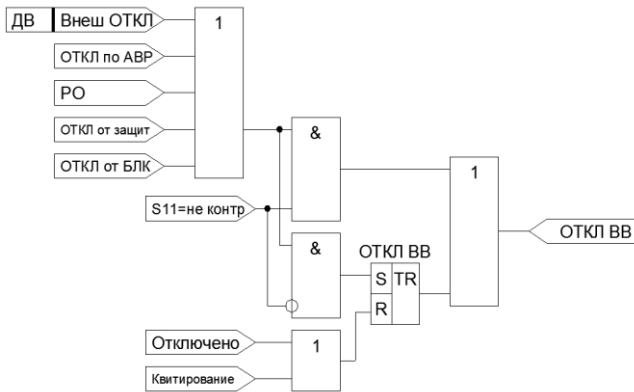 ДВ Внеш ОТКЛ
1
ОТКЛ по АВР
РО
ОТКЛ от защит
&
ОТКЛ от БЛК
1
S11=не контр
ОТКЛ ВВ
&
ОТКЛ ВВ
S TR
R
Отключено
1
Квитирование